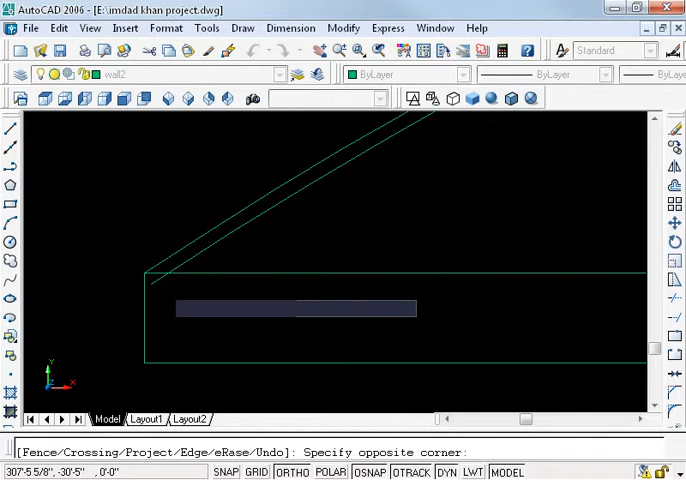 AutoCAD 2006 - [E:\imdad khan project.dwg]
File Edit View Insert Format Tools Draw Dimension Modify Express Window Help
Standard
wall2 ByLayer ByLayer ByLaye
Y
X
Z
Model Layout1 Layout2
[Fence/Crossing/Project/Edge/eRase/Undo]: Specify opposite corner:
307'-5 5/8", -30'-5" , 0'-0" SNAP GRID ORTHO POLAR OSNAP OTRACK DYN LWT MODEL